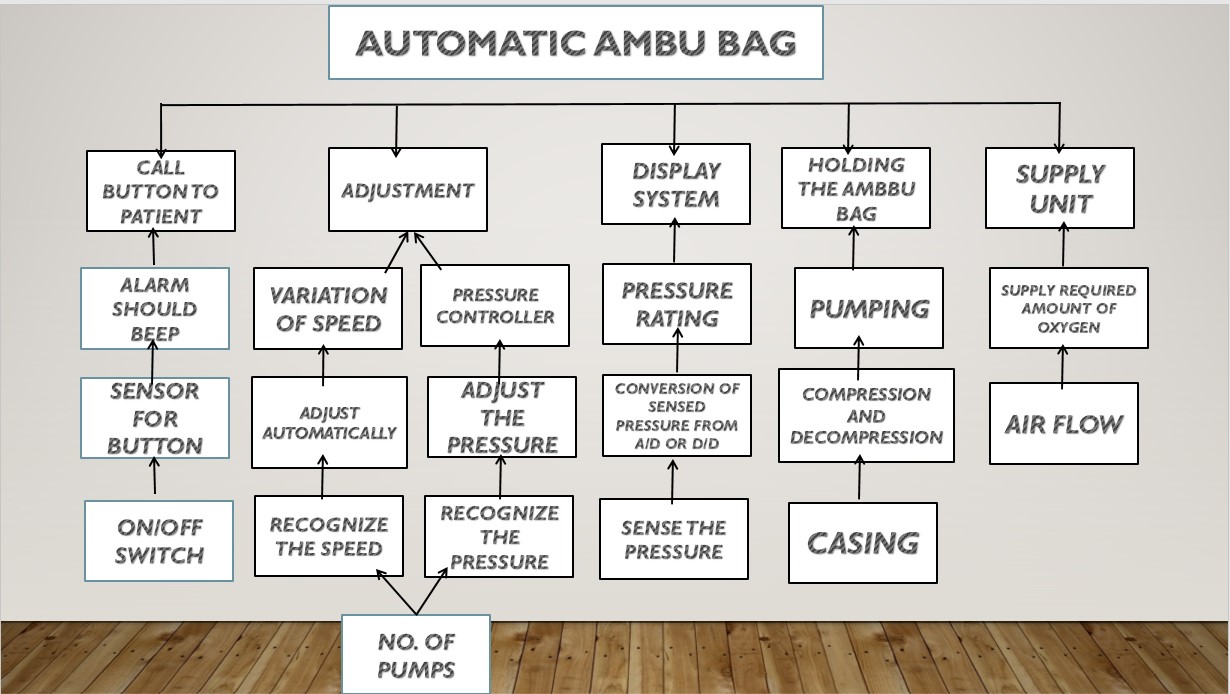 AUTOMATIC AMBU BAG
CALL
BUTTON TO
PATIENT
ADJUSTMENT
DISPLAY
SYSTEM
HOLDING
THE AMBBU
BAG
SUPPLY
UNIT
ALARM
SHOULD
BEEP
VARIATION
OF SPEED
PRESSURE
CONTROLLER
PRESSURE
RATING
PUMPING
SUPPLY REQUIRED
AMOUNT OF
OXYGEN
SENSOR
FOR
BUTTON
ADJUST
AUTOMATICALLY
ADJUST
THE
PRESSURE
CONVERSION OF
SENSED
PRESSURE FROM
A/D OR D/D
COMPRESSION
AND
DECOMPRESSION
AIR FLOW
ON/OFF
SWITCH
RECOGNIZE
THE SPEED
RECOGNIZE
THE
PRESSURE
SENSE THE
PRESSURE
CASING
NO. OF
PUMPS